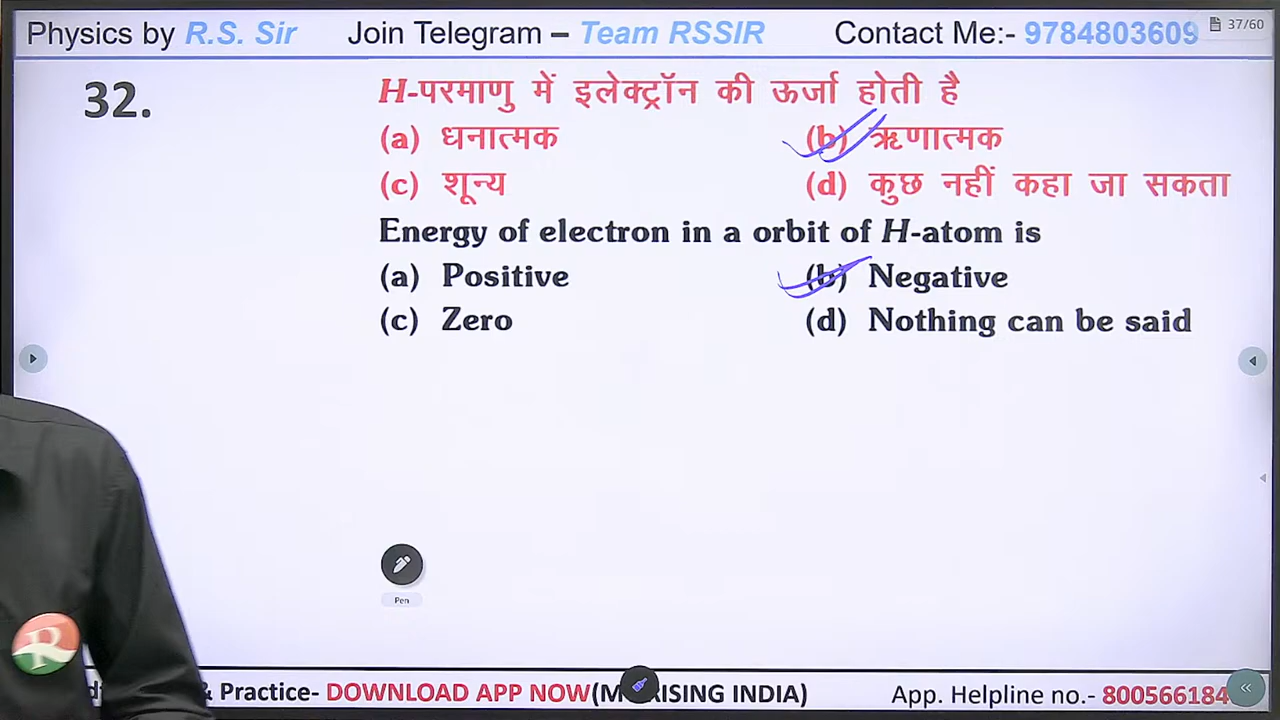 Physics by R.S. Sir Join Telegram – Team RSSIR Contact Me:- 9784803609 37/60
32. H-परमाणु में इलेक्ट्रॉन की ऊर्जा होती है
(a) धनात्मक (b) ऋणात्मक
(c) शून्य (d) कुछ नहीं कहा जा सकता
Energy of electron in a orbit of H-atom is
(a) Positive (b) Negative
(c) Zero (d) Nothing can be said
Pen
& Practice- DOWNLOAD APP NOW(M RISING INDIA) App. Helpline no.- 800566184